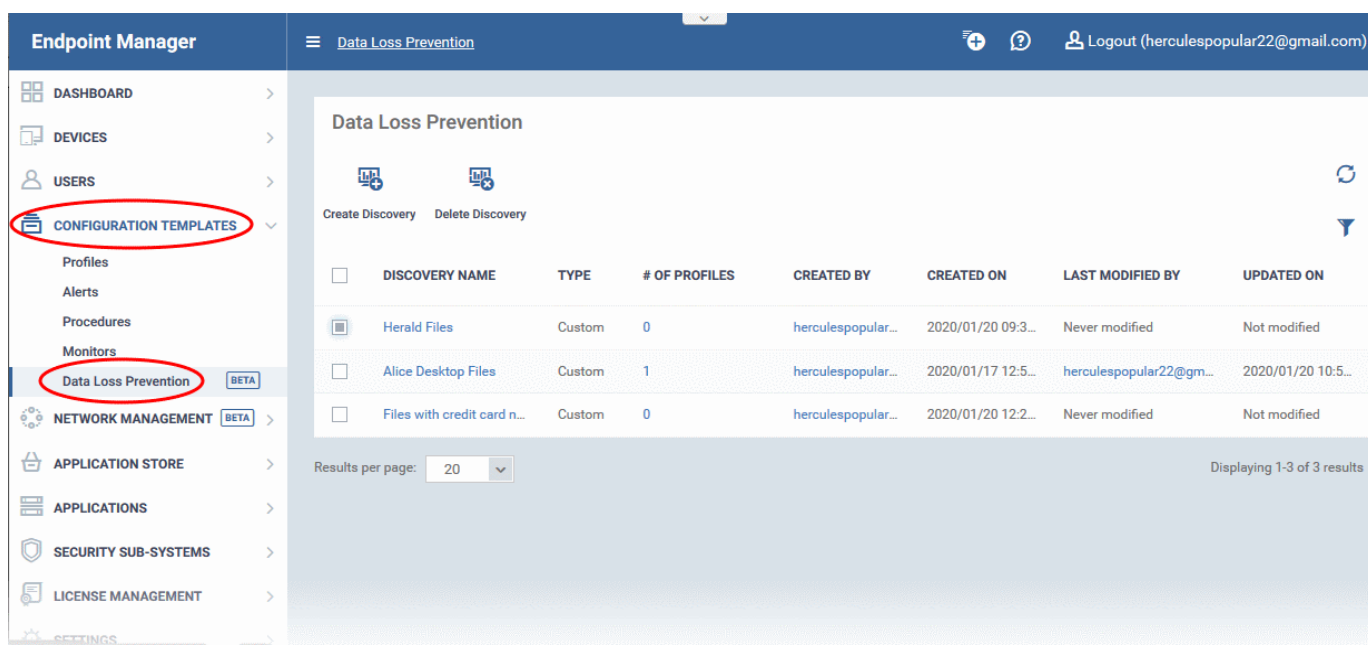 Endpoint Manager
Data Loss Prevention
Logout (herculespopular22@gmail.com)
DASHBOARD
DEVICES
USERS
CONFIGURATION TEMPLATES
Profiles
Alerts
Procedures
Monitors
Data Loss Prevention BETA
NETWORK MANAGEMENT BETA
APPLICATION STORE
APPLICATIONS
SECURITY SUB-SYSTEMS
LICENSE MANAGEMENT
SETTINGS
Data Loss Prevention
Create Discovery Delete Discovery
DISCOVERY NAME TYPE # OF PROFILES CREATED BY CREATED ON LAST MODIFIED BY UPDATED ON
Herald Files Custom 0 herculespopular... 2020/01/20 09:3... Never modified Not modified
Alice Desktop Files Custom 1 herculespopular... 2020/01/17 12:5... herculespopular22@gm... 2020/01/20 10:5...
Files with credit card n... Custom 0 herculespopular... 2020/01/20 12:2... Never modified Not modified
Results per page: 20
Displaying 1-3 of 3 results